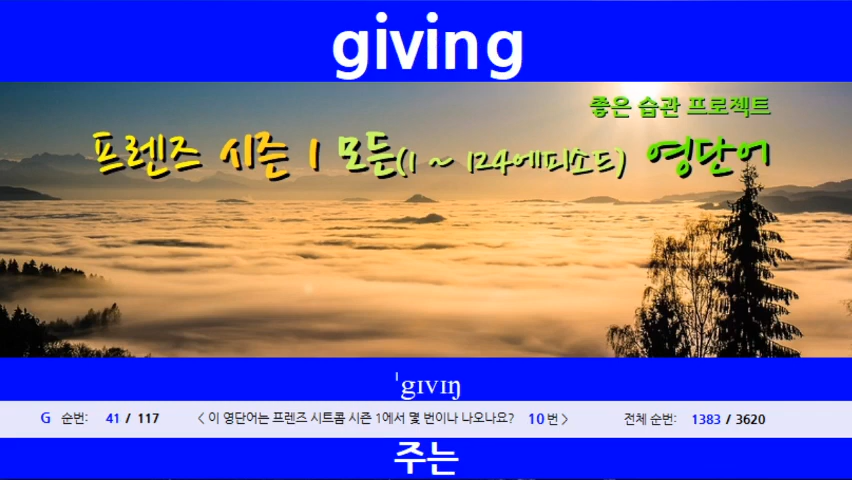 giving
좋은 습관 프로젝트
프렌즈 시즌 1 모든(1 ~ 124에피소드) 영단어
ˈgɪvɪŋ
G 순번: 41 / 117 < 이 영단어는 프렌즈 시트콤 시즌 1에서 몇 번이나 나오나요? 10 번 > 전체 순번: 1383 / 3620
주는